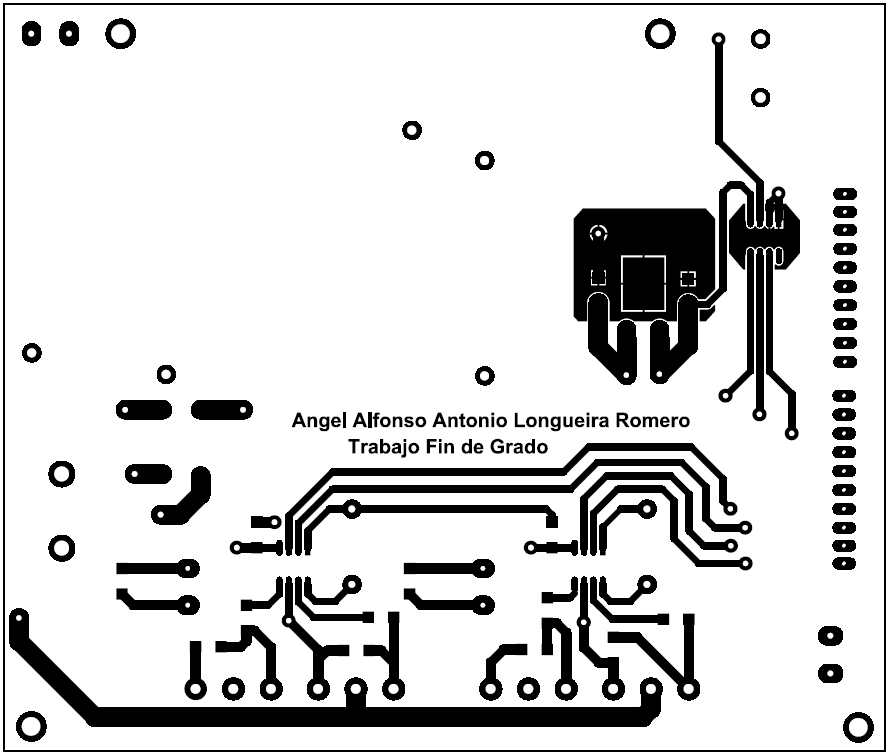 Angel Alfonso Antonio Longueira Romero
Trabajo Fin de Grado